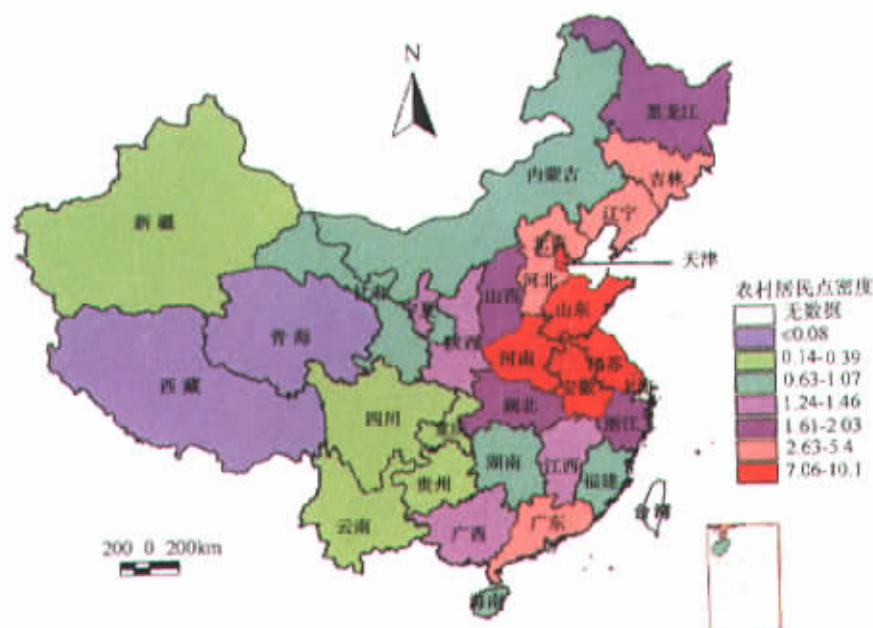 N
黑龙江
内蒙古
吉林
新疆
辽宁
北京
天津
甘肃
河北
宁夏
山西
山东
青海
陕西
河南
江苏
西藏
安徽
上海
四川
湖北
浙江
重庆
湖南
江西
贵州
福建
云南
广西
广东
台湾
海南
农村居民点密度
无数据
≤0.08
0.14-0.39
0.63-1.07
1.24-1.46
1.61-2.03
2.63-5.4
7.06-10.1
200 0 200km